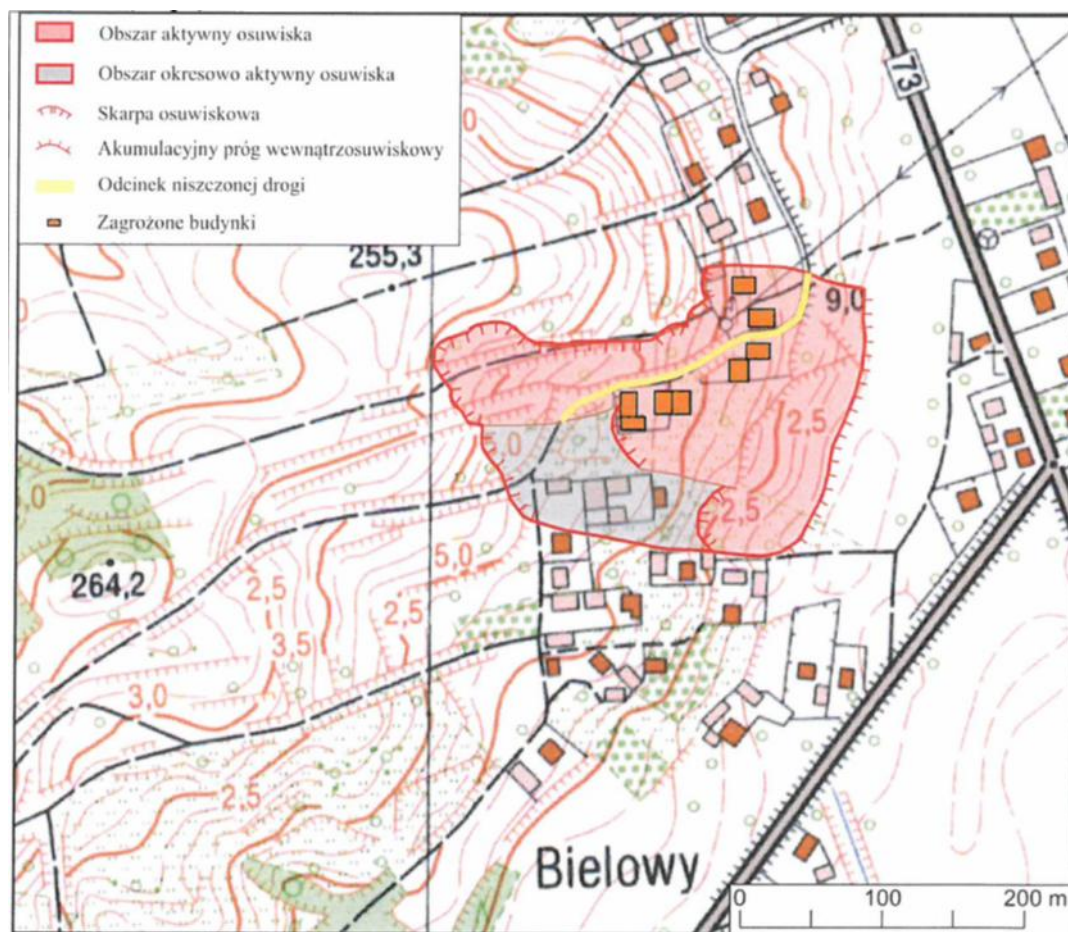 Obszar aktywny osuwiska
Obszar okresowo aktywny osuwiska
Skarpa osuwiskowa
Akumulacyjny próg wewnątrzosuwiskowy
Odcinek niszczonej drogi
Zagrożone budynki
73
255,3
9,0
2,5
5,0
2,5
264,2
5,0
2,5
2,5
3,5
3,0
2,5
Bielowy
0 100 200 m